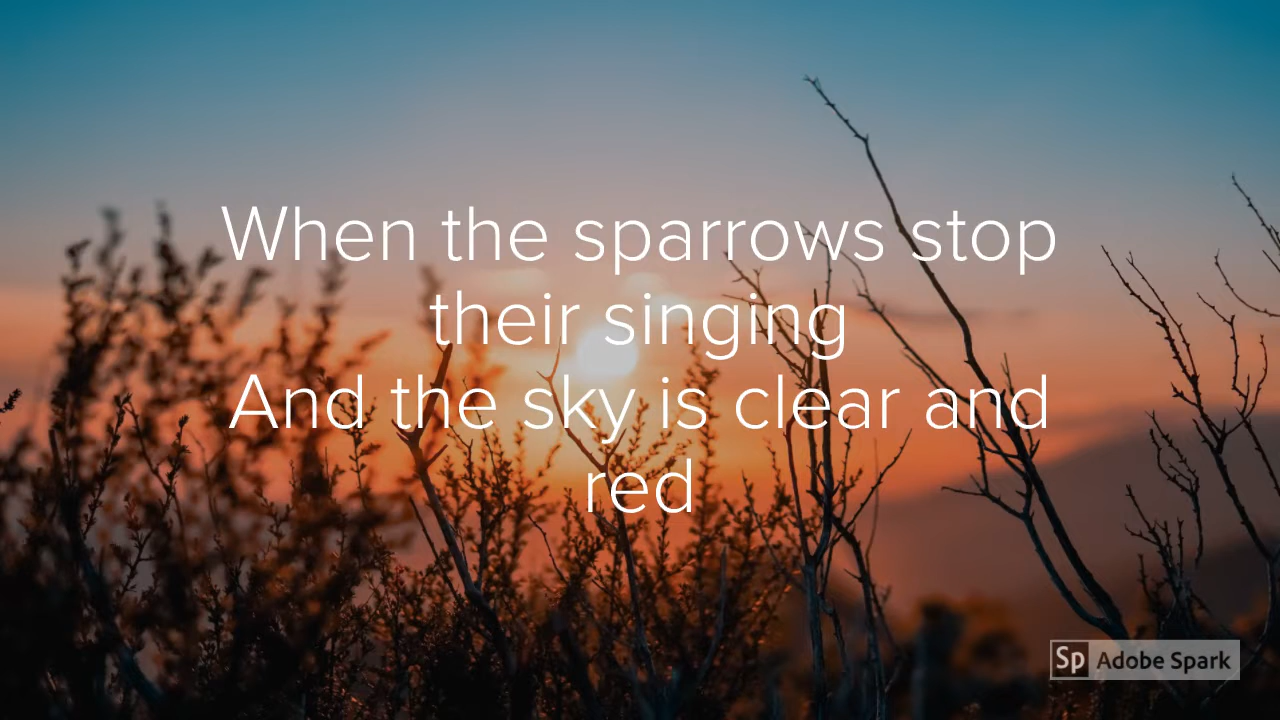 When the sparrows stop
their singing
And the sky is clear and
red
Sp Adobe Spark